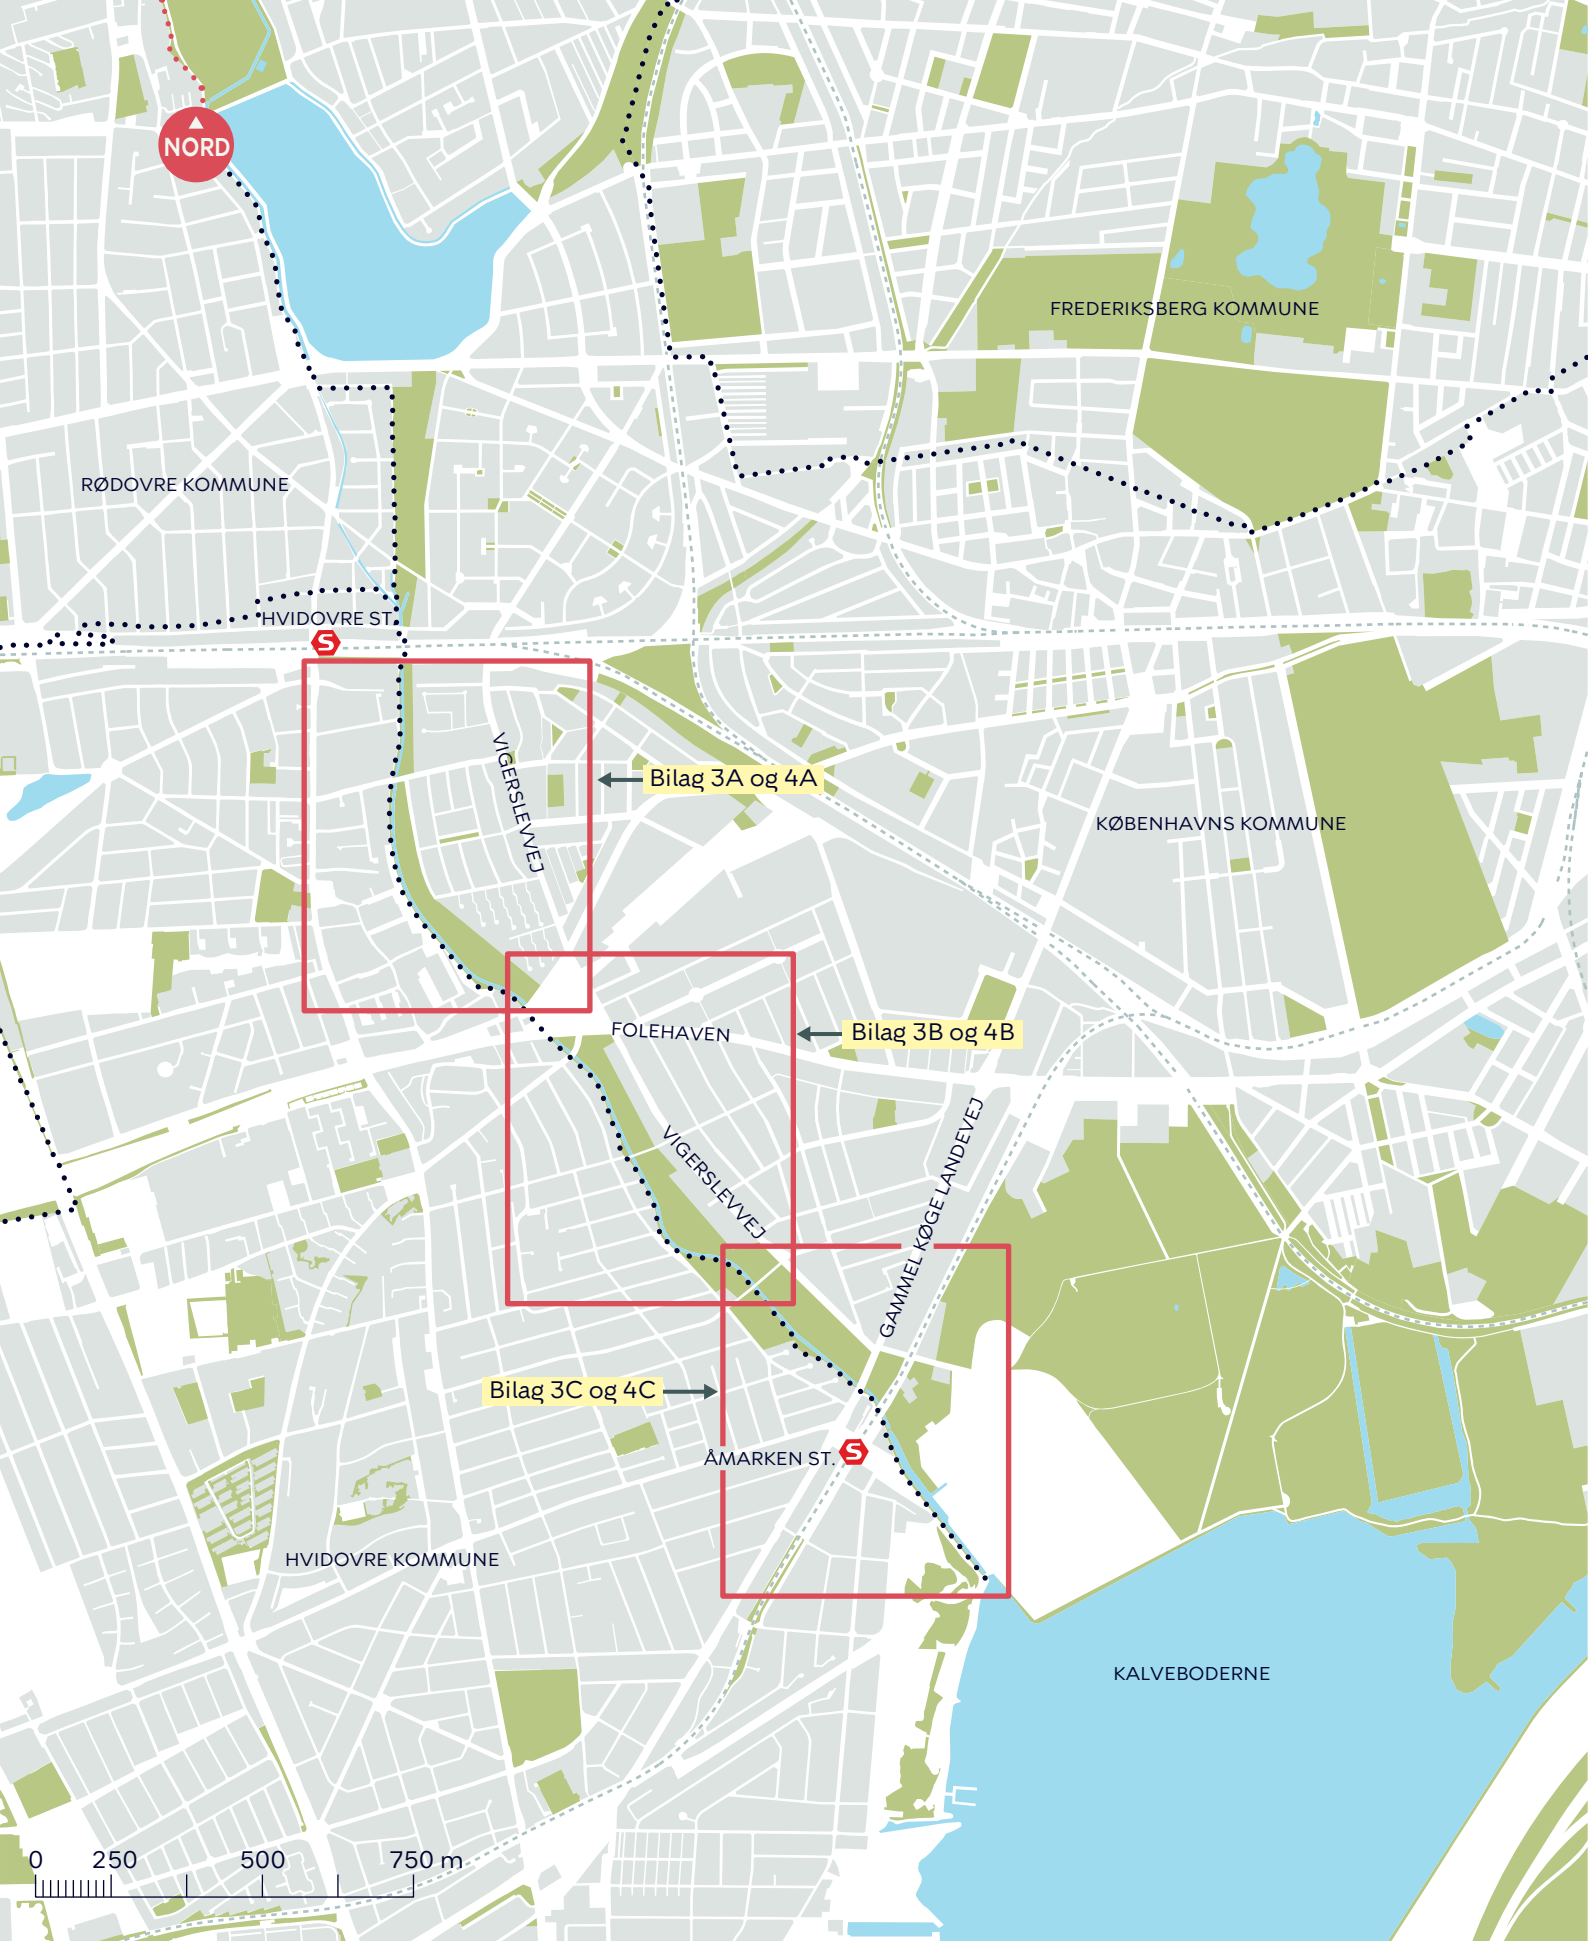 NORD
FREDERIKSBERG KOMMUNE
RØDOVRE KOMMUNE
HVIDOVRE ST.
S
VIGERSLEVVEJ
Bilag 3A og 4A
KØBENHAVNS KOMMUNE
FOLEHAVEN
Bilag 3B og 4B
VIGERSLEVVEJ
GAMMEL KØGE LANDEVEJ
Bilag 3C og 4C
ÅMARKEN ST.
S
HVIDOVRE KOMMUNE
KALVEBODERNE
0 250 500 750 m